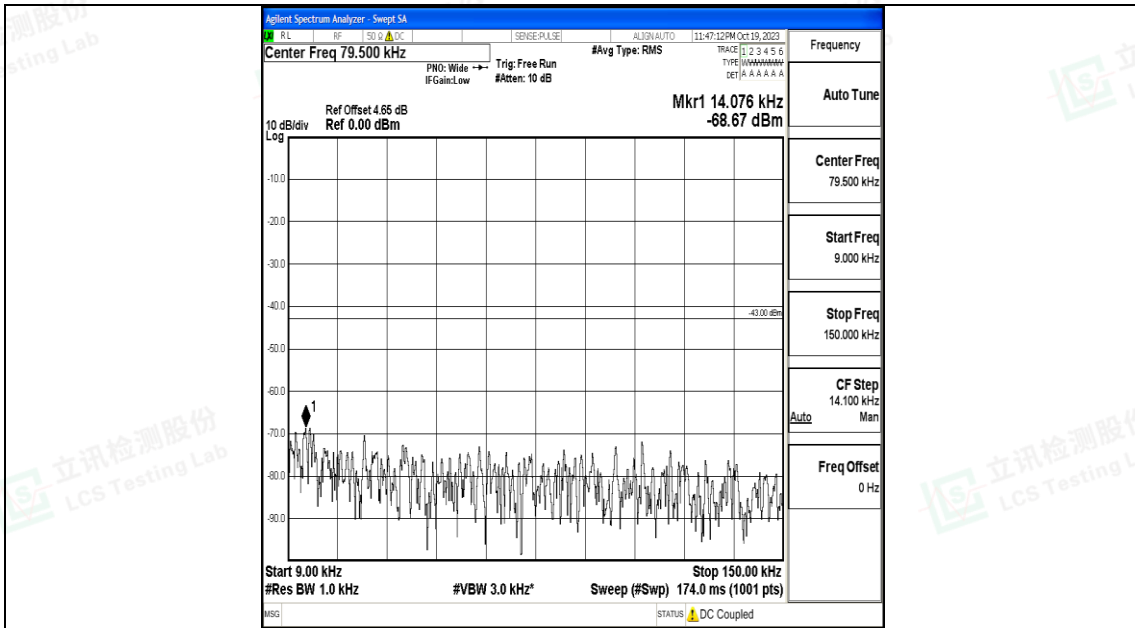 Agilent Spectrum Analyzer - Swept SA
RL RF 50 Ω DC SENSE:PULSE ALIGN AUTO 11:47:12PM Oct 19, 2023
Center Freq 79.500 kHz
PNO: Wide
IFGain:Low
Trig: Free Run
#Atten: 10 dB
#Avg Type: RMS
TRACE 1 2 3 4 5 6
TYPE
DET A A A A A A
Mkr1 14.076 kHz
-68.67 dBm
Ref Offset 4.65 dB
10 dB/div Ref 0.00 dBm
Log
-10.0
-20.0
-30.0
-40.0
-43.00 dBm
-50.0
-60.0
1
-70.0
-80.0
-90.0
Start 9.00 kHz Stop 150.00 kHz
#Res BW 1.0 kHz #VBW 3.0 kHz* Sweep (#Swp) 174.0 ms (1001 pts)
MSG STATUS DC Coupled
Frequency
Auto Tune
Center Freq
79.500 kHz
Start Freq
9.000 kHz
Stop Freq
150.000 kHz
CF Step
14.100 kHz
Auto Man
Freq Offset
0 Hz
立讯检测股份
LCS Testing Lab